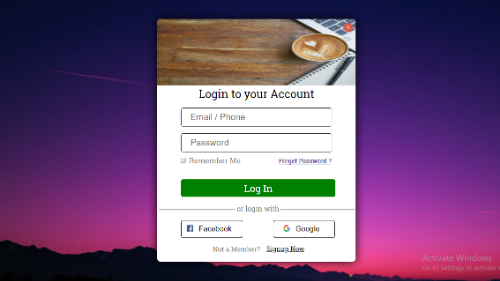 Login to your Account
Email / Phone
Password
Remember Me Forgot Password ?
Log In
or login with
Facebook Google
Not a Member? Signup Now
Activate Windows
Go to Settings to activate